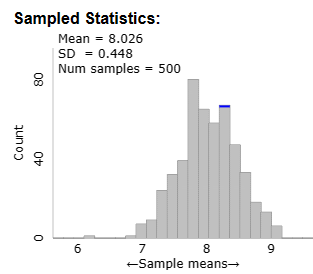 Sampled Statistics:
Mean = 8.026
SD = 0.448
Num samples = 500
80
40
0
Count
6 7 8 9
←Sample means→